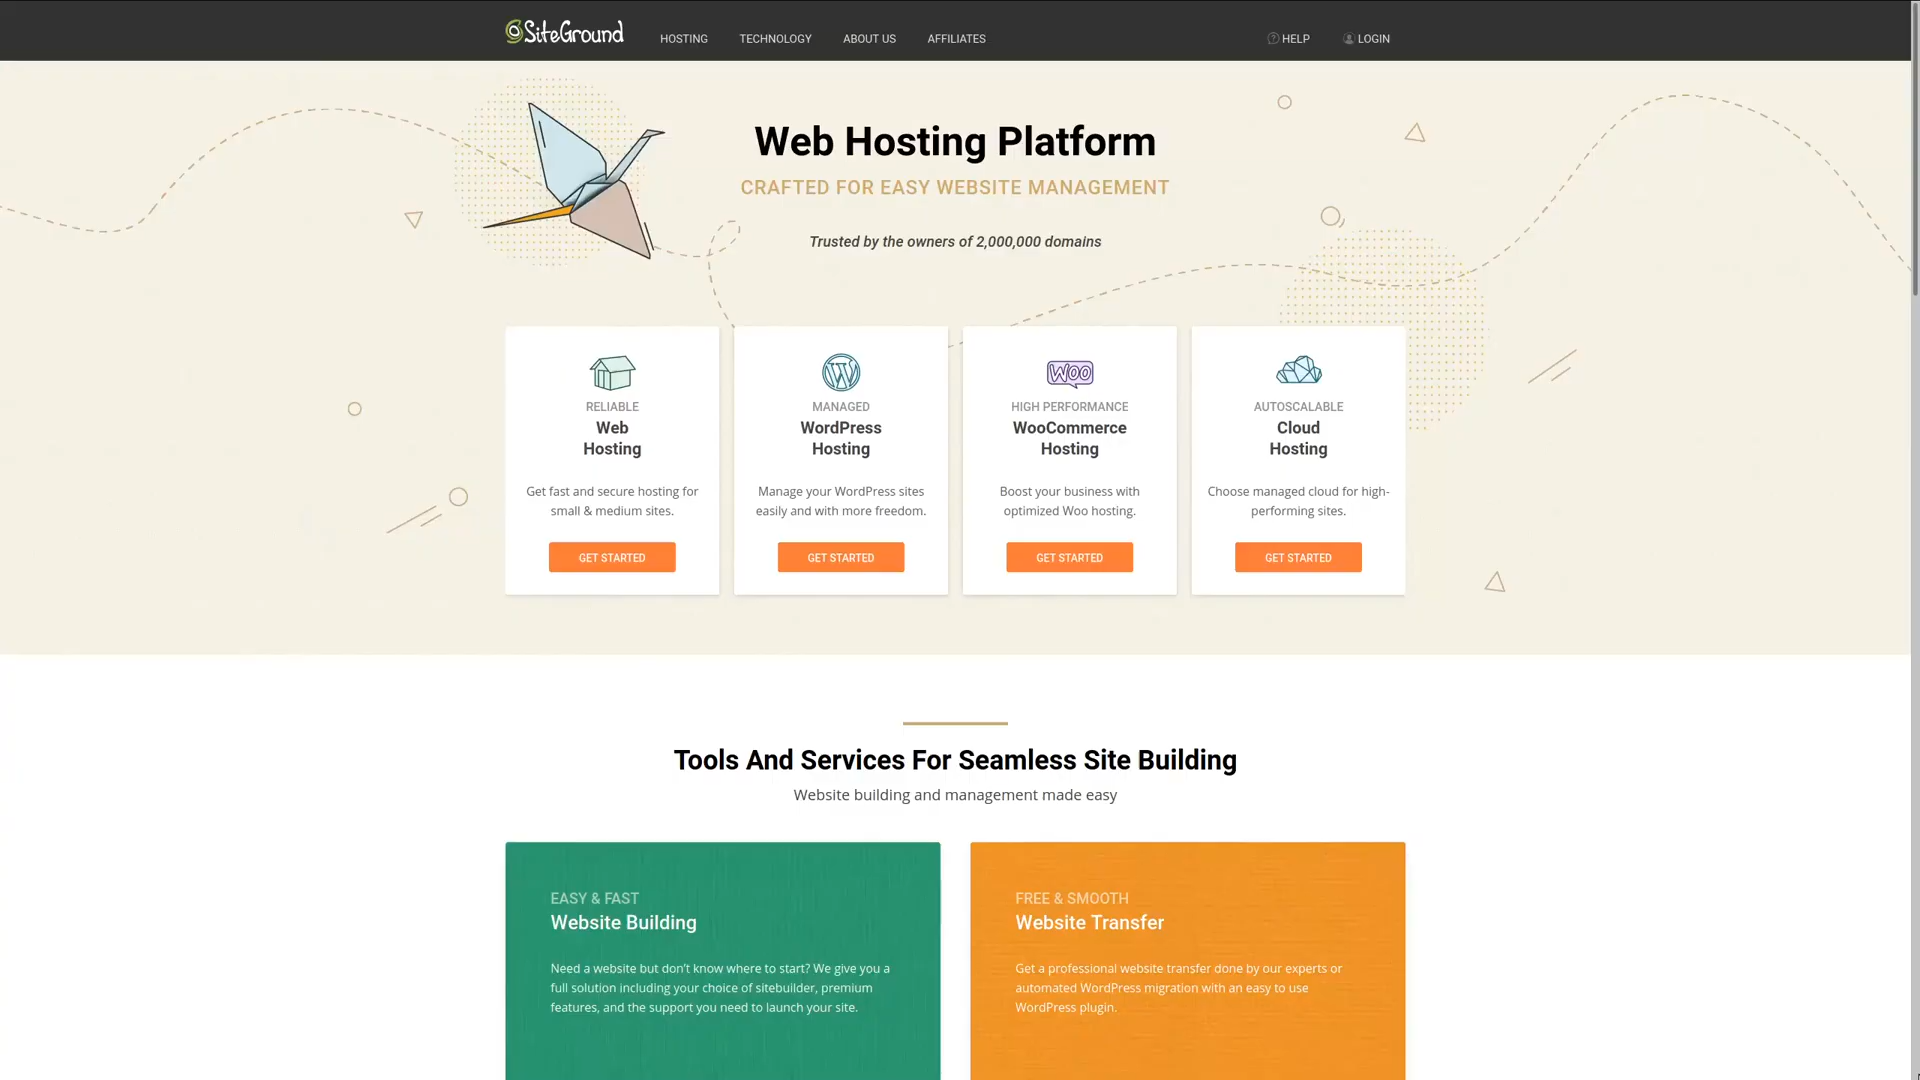 SiteGround
HOSTING
TECHNOLOGY
ABOUT US
AFFILIATES
HELP
LOGIN
Web Hosting Platform
CRAFTED FOR EASY WEBSITE MANAGEMENT
Trusted by the owners of 2,000,000 domains
RELIABLE
Web
Hosting
Get fast and secure hosting for
small & medium sites.
GET STARTED
MANAGED
WordPress
Hosting
Manage your WordPress sites
easily and with more freedom.
GET STARTED
WOO
HIGH PERFORMANCE
WooCommerce
Hosting
Boost your business with
optimized Woo hosting.
GET STARTED
AUTOSCALABLE
Cloud
Hosting
Choose managed cloud for high-
performing sites.
GET STARTED
Tools And Services For Seamless Site Building
Website building and management made easy
EASY & FAST
Website Building
Need a website but don't know where to start? We give you a
full solution including your choice of sitebuilder, premium
features, and the support you need to launch your site.
FREE & SMOOTH
Website Transfer
Get a professional website transfer done by our experts or
automated WordPress migration with an easy to use
WordPress plugin.